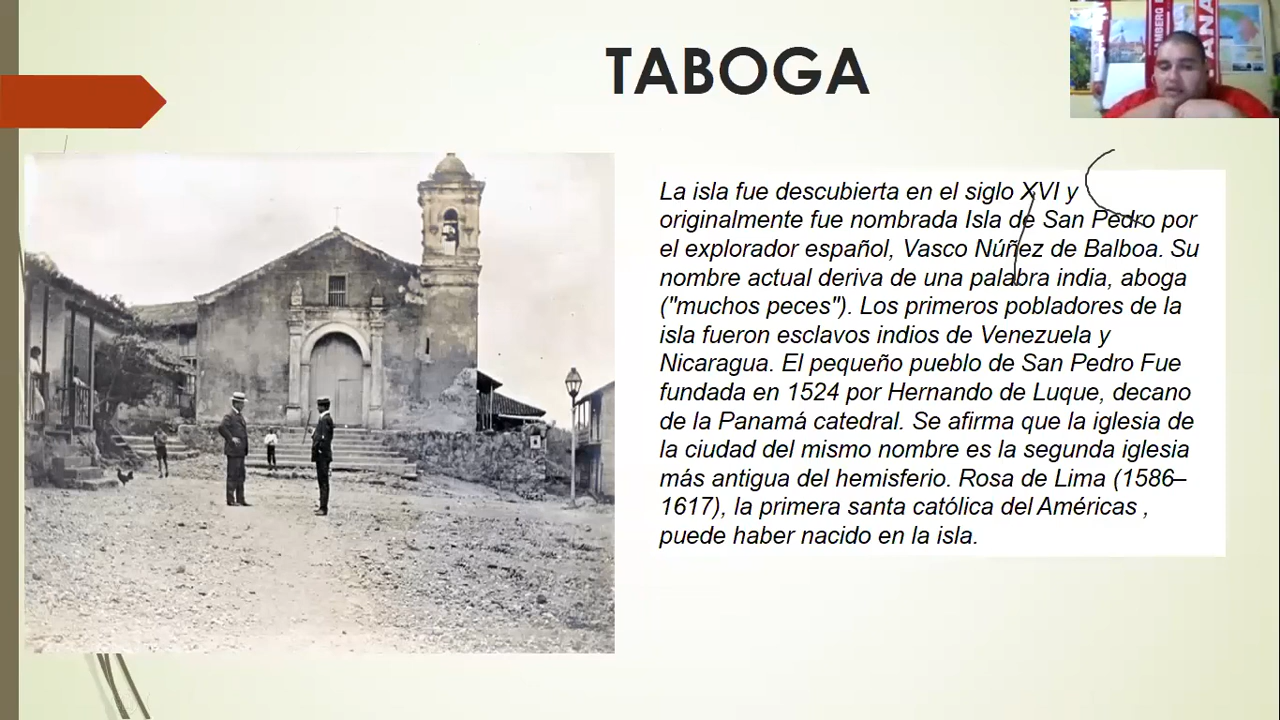 TABOGA
AMBERG D
ANA
La isla fue descubierta en el siglo XVI y
originalmente fue nombrada Isla de San Pedro por
el explorador español, Vasco Núñez de Balboa. Su
nombre actual deriva de una palabra india, aboga
("muchos peces"). Los primeros pobladores de la
isla fueron esclavos indios de Venezuela y
Nicaragua. El pequeño pueblo de San Pedro Fue
fundada en 1524 por Hernando de Luque, decano
de la Panamá catedral. Se afirma que la iglesia de
la ciudad del mismo nombre es la segunda iglesia
más antigua del hemisferio. Rosa de Lima (1586–
1617), la primera santa católica del Américas ,
puede haber nacido en la isla.